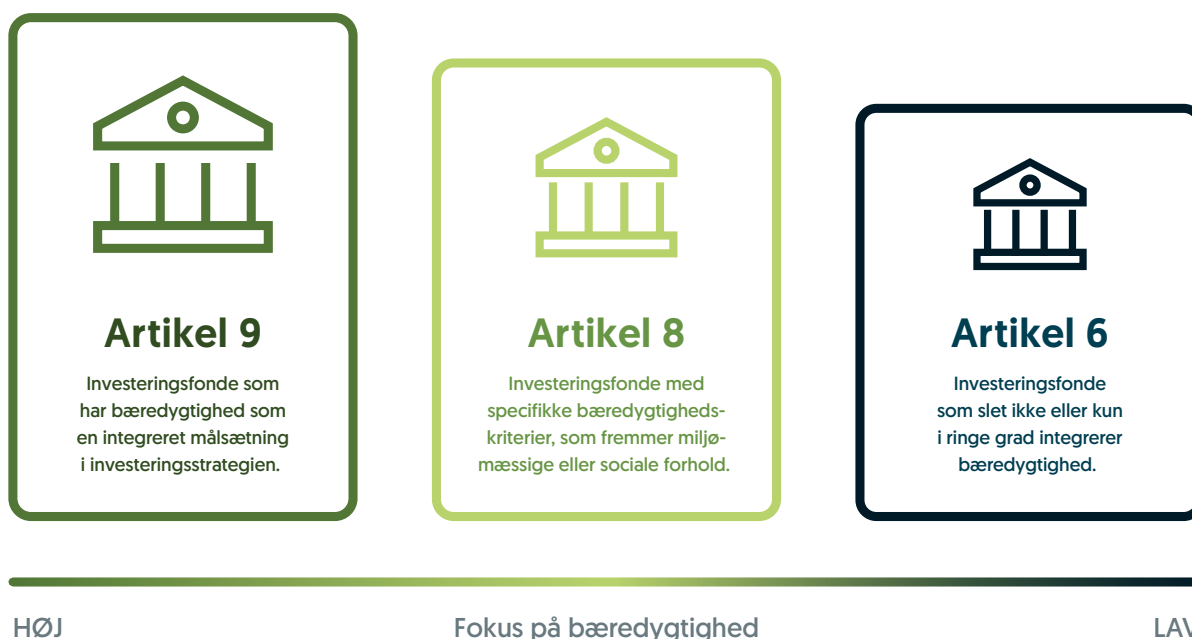 Artikel 9
Investeringsfonde som
har bæredygtighed som
en integreret målsætning
i investeringsstrategien.
Artikel 8
Investeringsfonde med
specifikke bæredygtigheds-
kriterier, som fremmer miljø-
mæssige eller sociale forhold.
Artikel 6
Investeringsfonde
som slet ikke eller kun
i ringe grad integrerer
bæredygtighed.
HØJ
Fokus på bæredygtighed
LAV